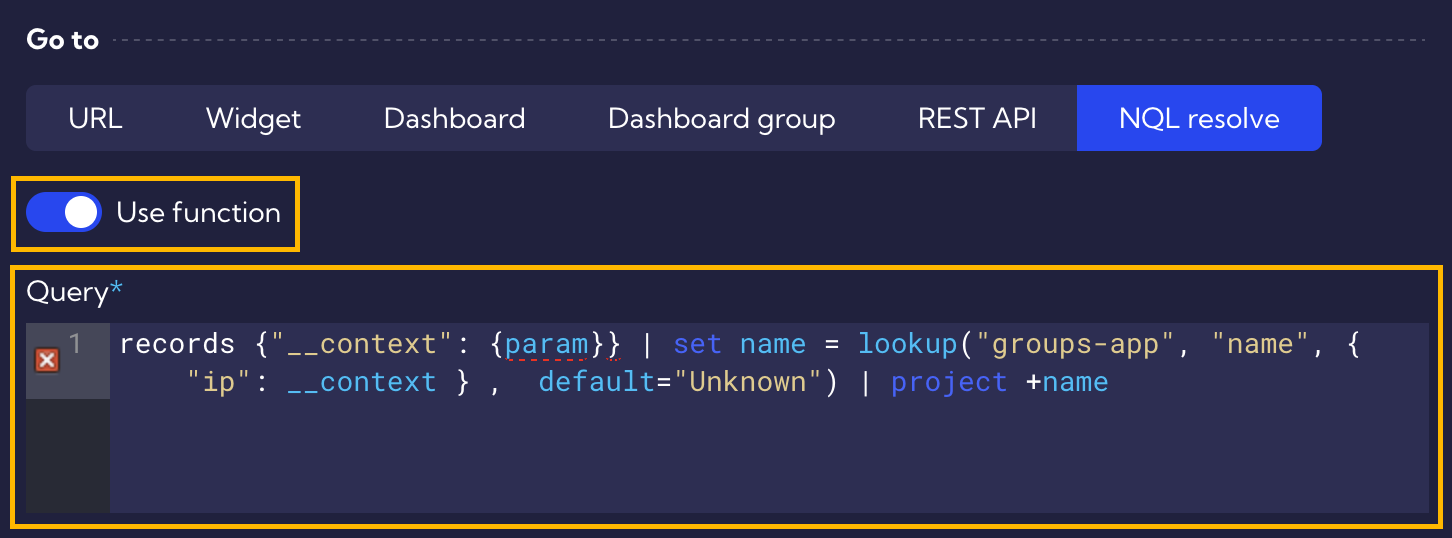 Go to
URL Widget Dashboard Dashboard group REST API NQL resolve
Use function
Query*
1 records {"__context": {param}} | set name = lookup("groups-app", "name", {
"ip": __context } ,  default="Unknown") | project +name